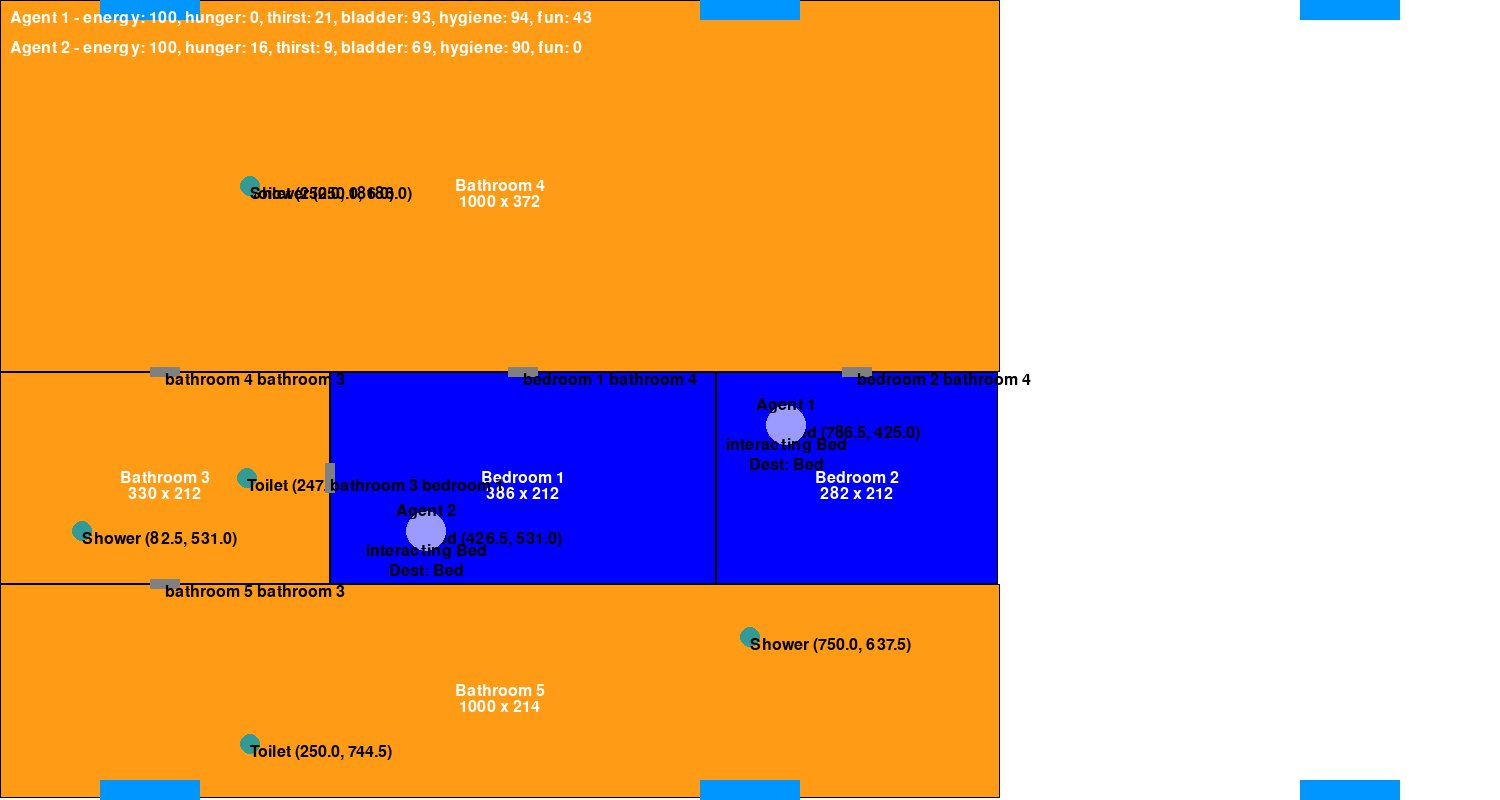 Agent 1 - energy: 100, hunger: 0, thirst: 21, bladder: 93, hygiene: 94, fun: 43
Agent 2 - energy: 100, hunger: 16, thirst: 9, bladder: 69, hygiene: 90, fun: 0
Bathroom 4
1000 x 372
bathroom 4 bathroom 3
bedroom 1 bathroom 4
bedroom 2 bathroom 4
Agent 1
(786.5, 425.0)
interacting Bed
Dest: Bed
Bathroom 3
330 x 212
Toilet (247.
bathroom 3 bedroom
Bedroom 1
386 x 212
Bedroom 2
282 x 212
Shower (82.5, 531.0)
Agent 2
(426.5, 531.0)
interacting Bed
Dest: Bed
bathroom 5 bathroom 3
Shower (750.0, 637.5)
Bathroom 5
1000 x 214
Toilet (250.0, 744.5)